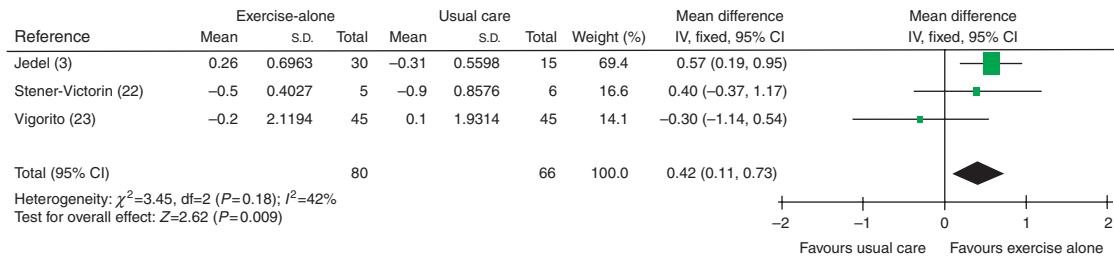 Exercise-alone Usual care Mean difference Mean difference
Reference Mean S.D. Total Mean S.D. Total Weight (%) IV, fixed, 95% CI IV, fixed, 95% CI
Jedel (3) 0.26 0.6963 30 −0.31 0.5598 15 69.4 0.57 (0.19, 0.95)
Stener-Victorin (22) −0.5 0.4027 5 −0.9 0.8576 6 16.6 0.40 (−0.37, 1.17)
Vigorito (23) −0.2 2.1194 45 0.1 1.9314 45 14.1 −0.30 (−1.14, 0.54)
Total (95% CI) 80 66 100.0 0.42 (0.11, 0.73)
Heterogeneity: χ²=3.45, df=2 (P=0.18); I²=42%
Test for overall effect: Z=2.62 (P=0.009)
−2 −1 0 1 2
Favours usual care Favours exercise alone